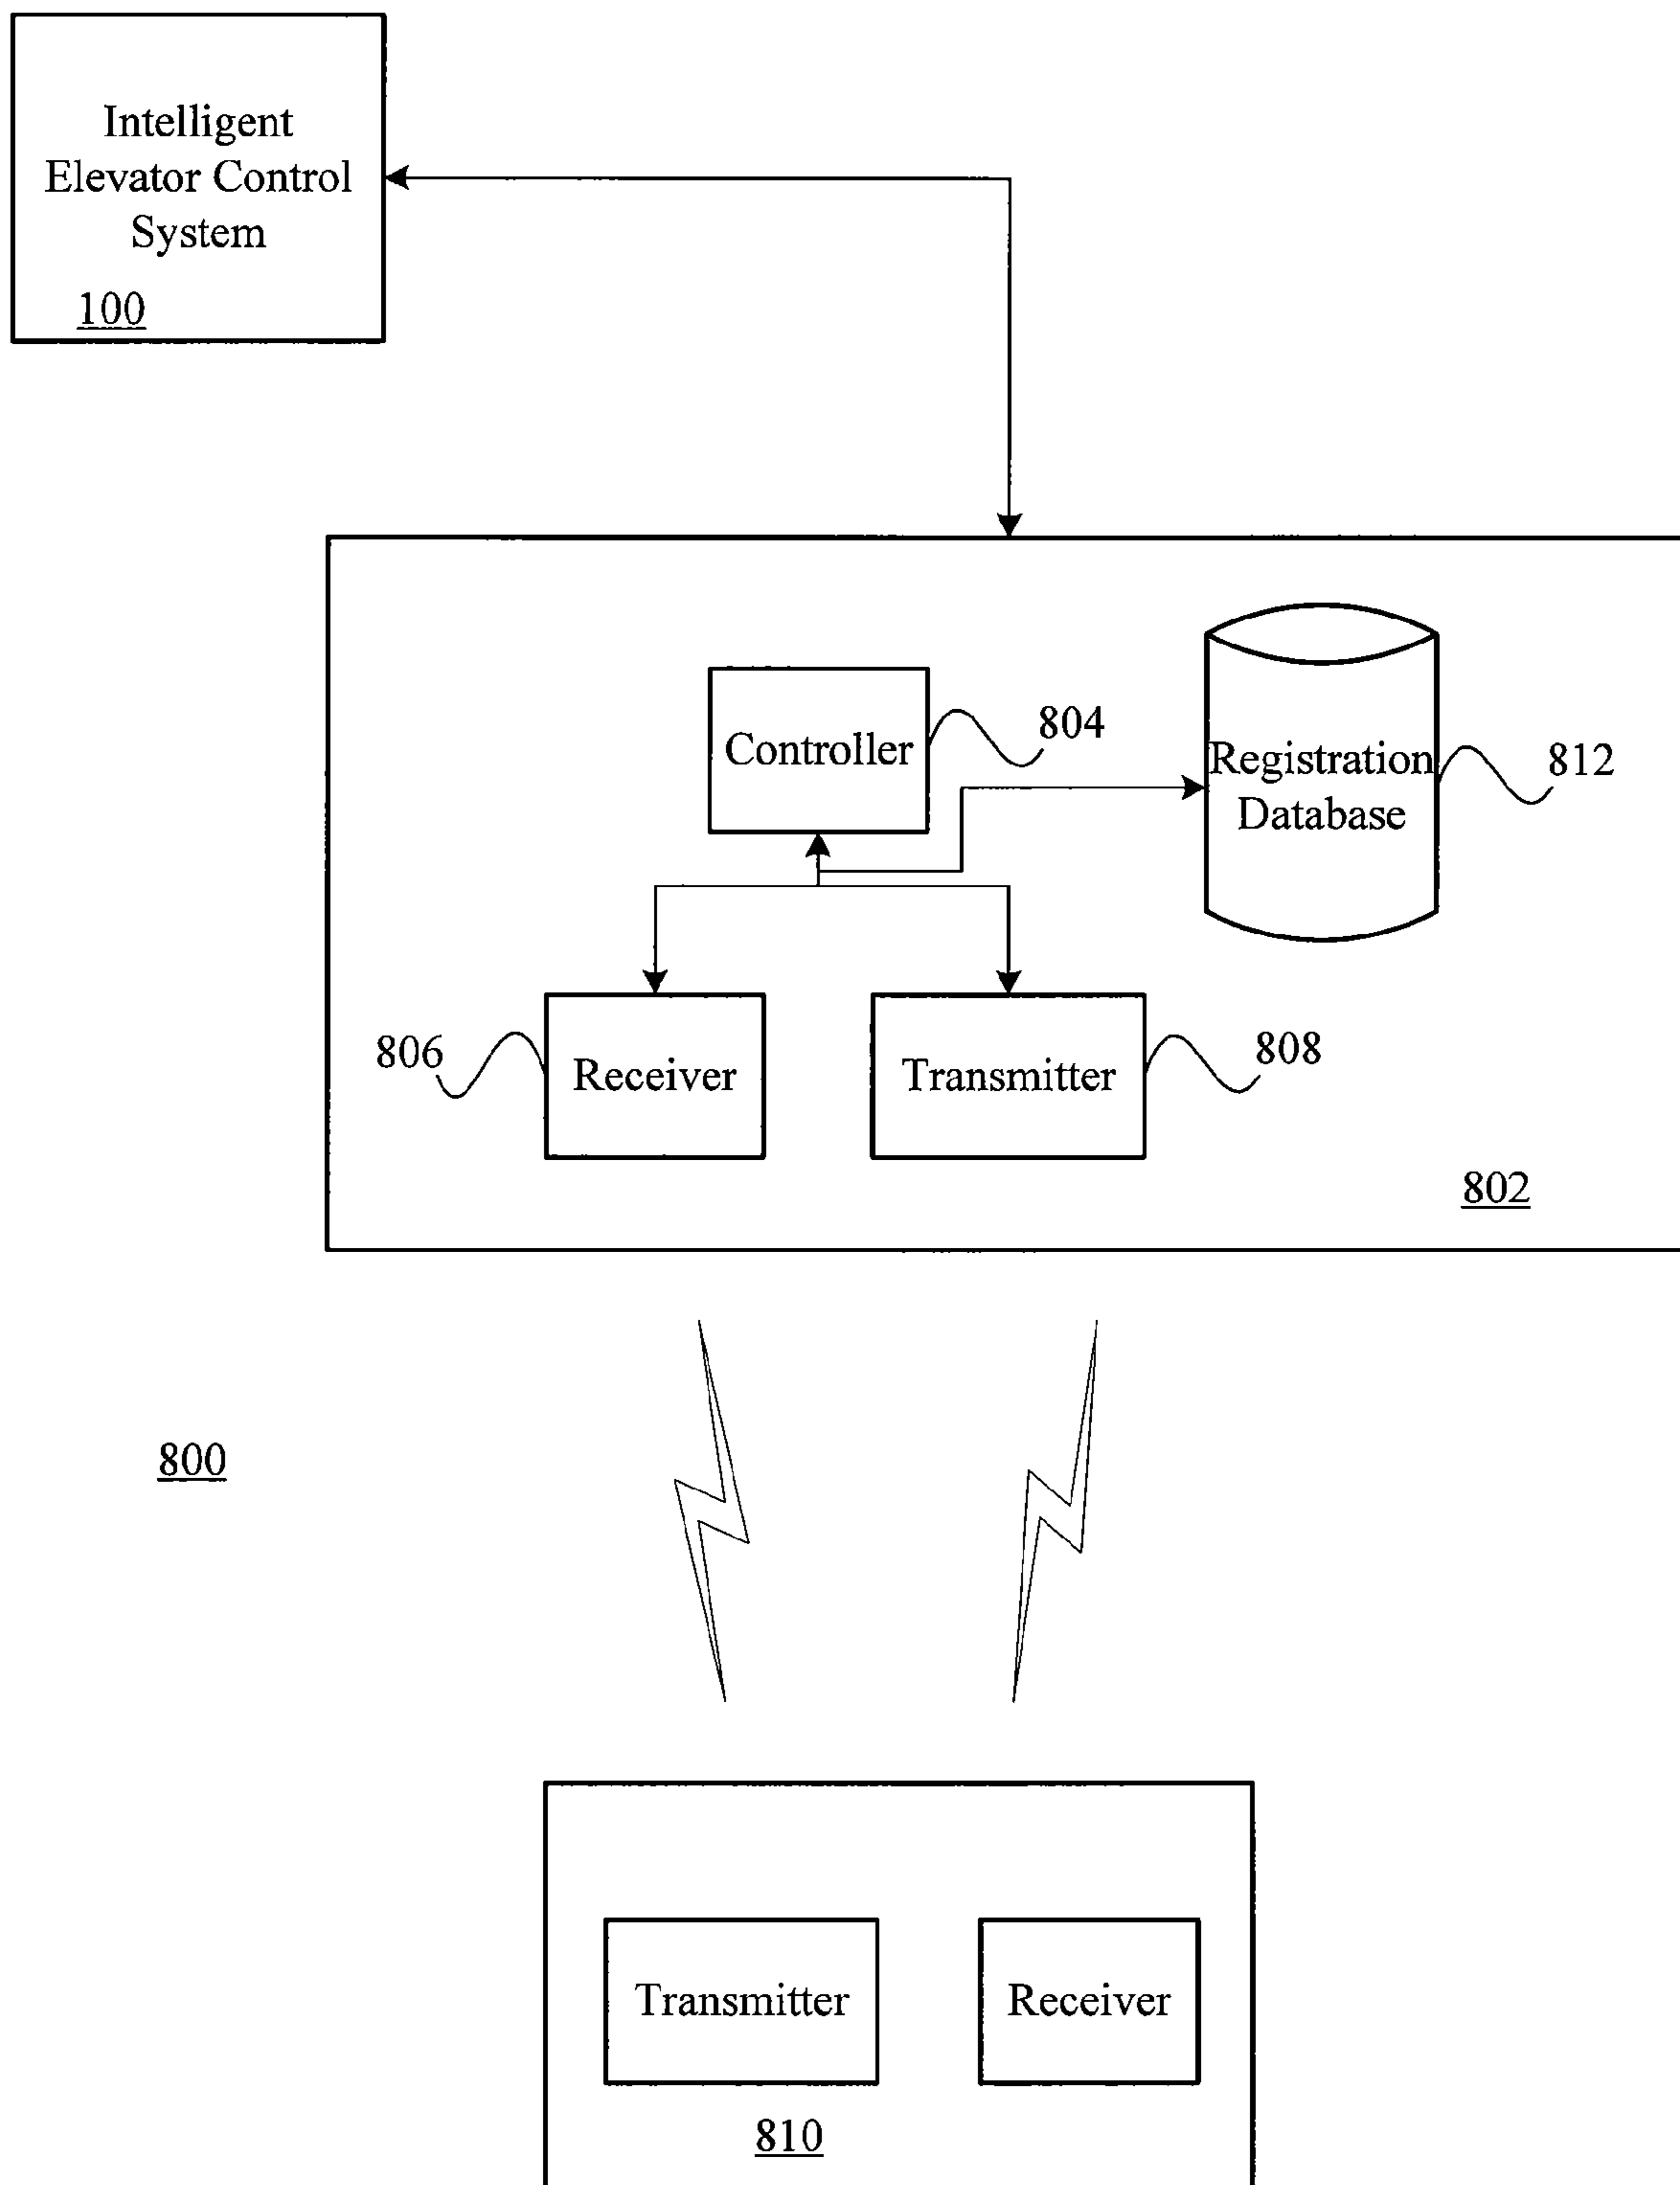 Intelligent
Elevator Control
System
100
Controller
804
Registration
Database
812
806
Receiver
Transmitter
808
802
800
Transmitter
Receiver
810